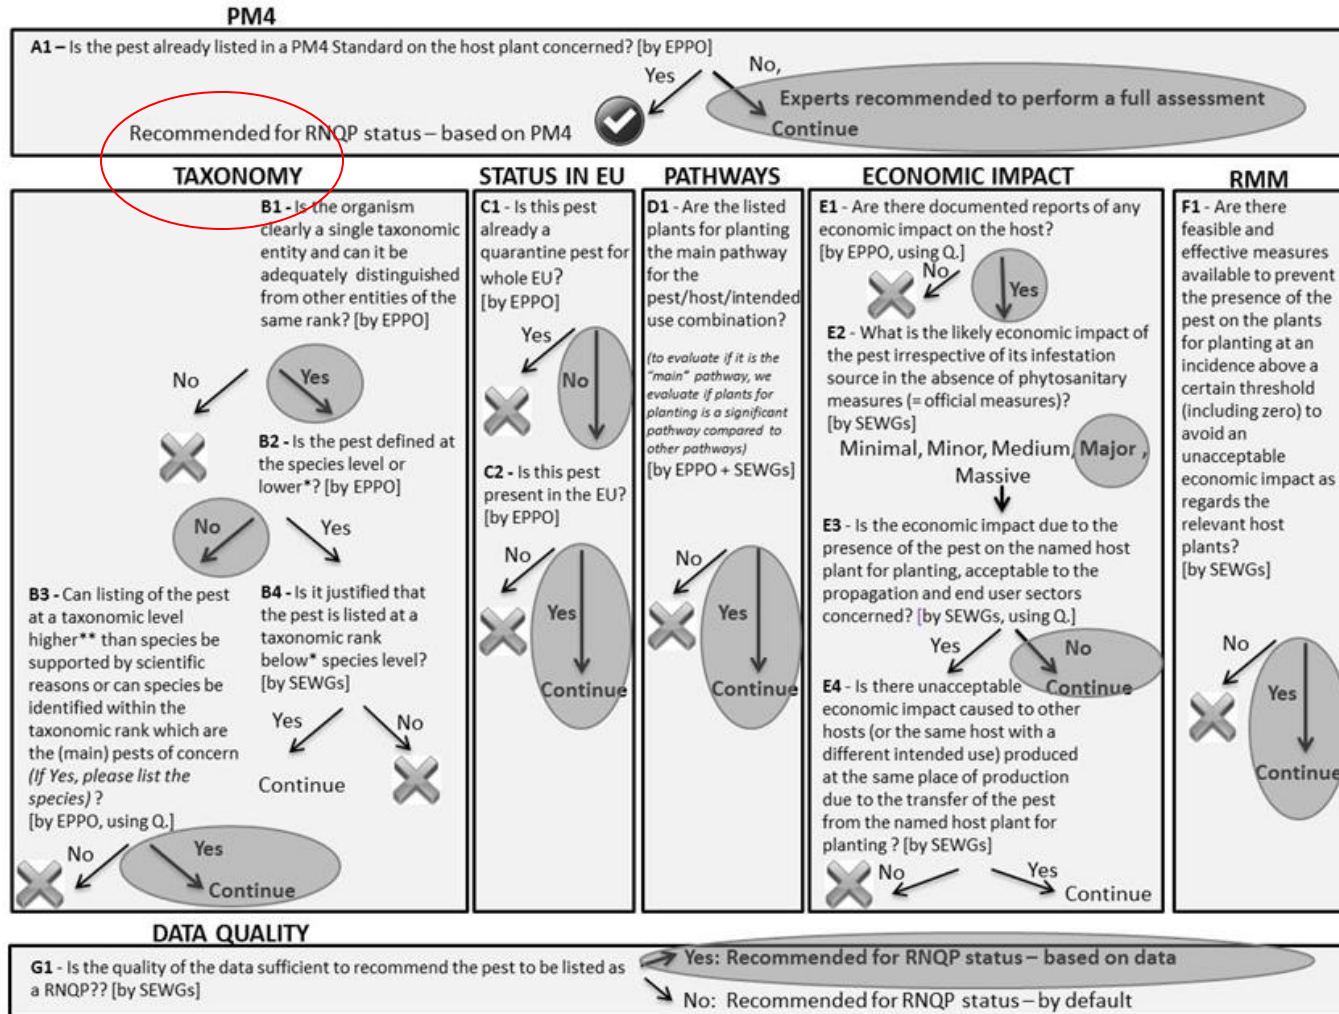 PM4
A1 – Is the pest already listed in a PM4 Standard on the host plant concerned? [by EPPO]
Yes
No,
Experts recommended to perform a full assessment
Continue
Recommended for RNQP status – based on PM4
TAXONOMY
B1 - Is the organism
clearly a single taxonomic
entity and can it be
adequately distinguished
from other entities of the
same rank? [by EPPO]
No
Yes
B2 - Is the pest defined at
the species level or
lower*? [by EPPO]
No
Yes
B3 - Can listing of the pest
at a taxonomic level
higher** than species be
supported by scientific
reasons or can species be
identified within the
taxonomic rank which are
the (main) pests of concern
(If Yes, please list the
species) ?
[by EPPO, using Q.]
No
Yes
Continue
B4 - Is it justified that
the pest is listed at a
taxonomic rank
below* species level?
[by SEWGs]
Yes
No
Continue
STATUS IN EU
C1 - Is this pest
already a
quarantine pest for
whole EU?
[by EPPO]
Yes
No
C2 - Is this pest
present in the EU?
[by EPPO]
No
Yes
Continue
PATHWAYS
D1 - Are the listed
plants for planting
the main pathway
for the
pest/host/intended
use combination?
(to evaluate if it is the
"main" pathway, we
evaluate if plants for
planting is a significant
pathway compared to
other pathways)
[by EPPO + SEWGs]
No
Yes
Continue
ECONOMIC IMPACT
E1 - Are there documented reports of any
economic impact on the host?
[by EPPO, using Q.]
No
Yes
E2 - What is the likely economic impact of
the pest irrespective of its infestation
source in the absence of phytosanitary
measures (= official measures)?
[by SEWGs]
Minimal, Minor, Medium, Major ,
Massive
E3 - Is the economic impact due to the
presence of the pest on the named host
plant for planting, acceptable to the
propagation and end user sectors
concerned? [by SEWGs, using Q.]
Yes
No
Continue
E4 - Is there unacceptable
economic impact caused to other
hosts (or the same host with a
different intended use) produced
at the same place of production
due to the transfer of the pest
from the named host plant for
planting ? [by SEWGs]
No
Yes
Continue
RMM
F1 - Are there
feasible and
effective measures
available to prevent
the presence of the
pest on the plants
for planting at an
incidence above a
certain threshold
(including zero) to
avoid an
unacceptable
economic impact as
regards the
relevant host
plants?
[by SEWGs]
No
Yes
Continue
DATA QUALITY
G1 - Is the quality of the data sufficient to recommend the pest to be listed as
a RNQP?? [by SEWGs]
Yes: Recommended for RNQP status – based on data
No: Recommended for RNQP status – by default